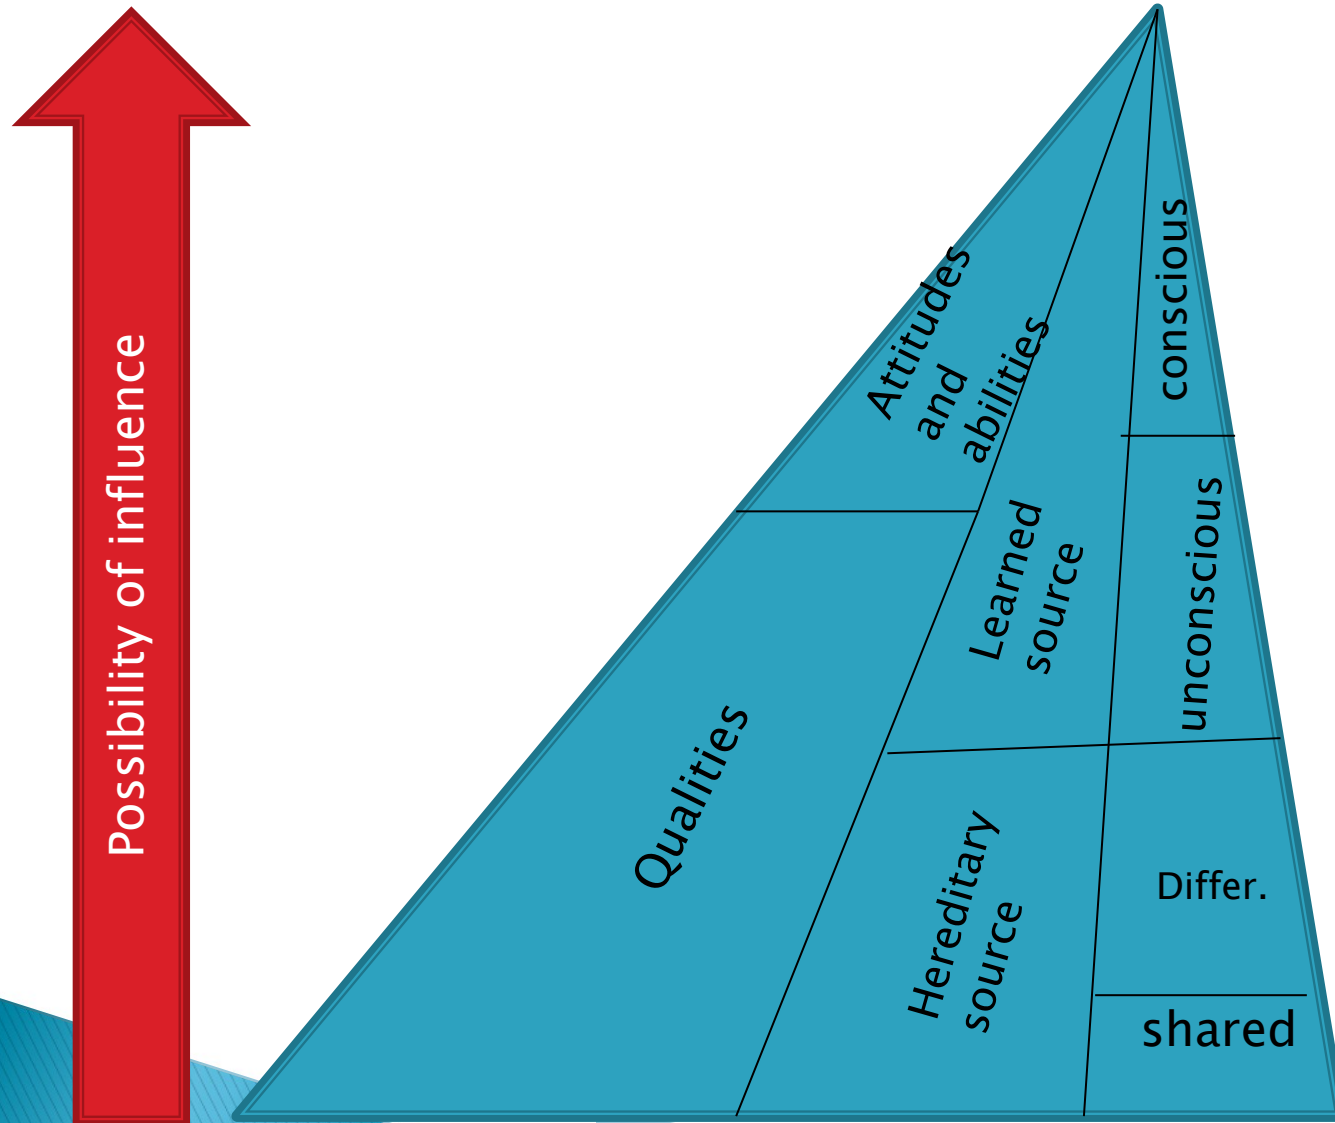 Possibility of influence
Attitudes
and
abilities
Qualities
Learned
source
Hereditary
source
conscious
unconscious
Differ.
shared